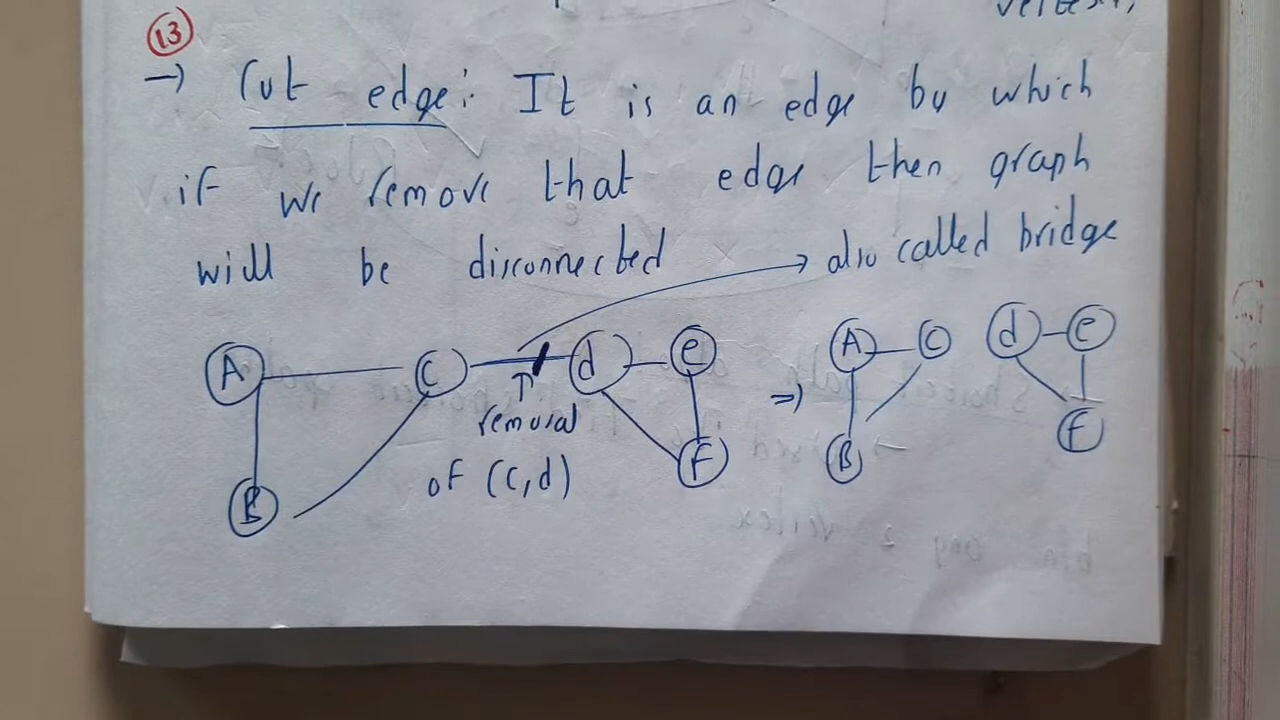 vertex,
13
→ Cut edge: It is an edge by which
if we remove that edge then graph
will be disconnected → also called bridge
A C d e A C d e
↑ ⇒)
removal
of (C,d)
B F B F